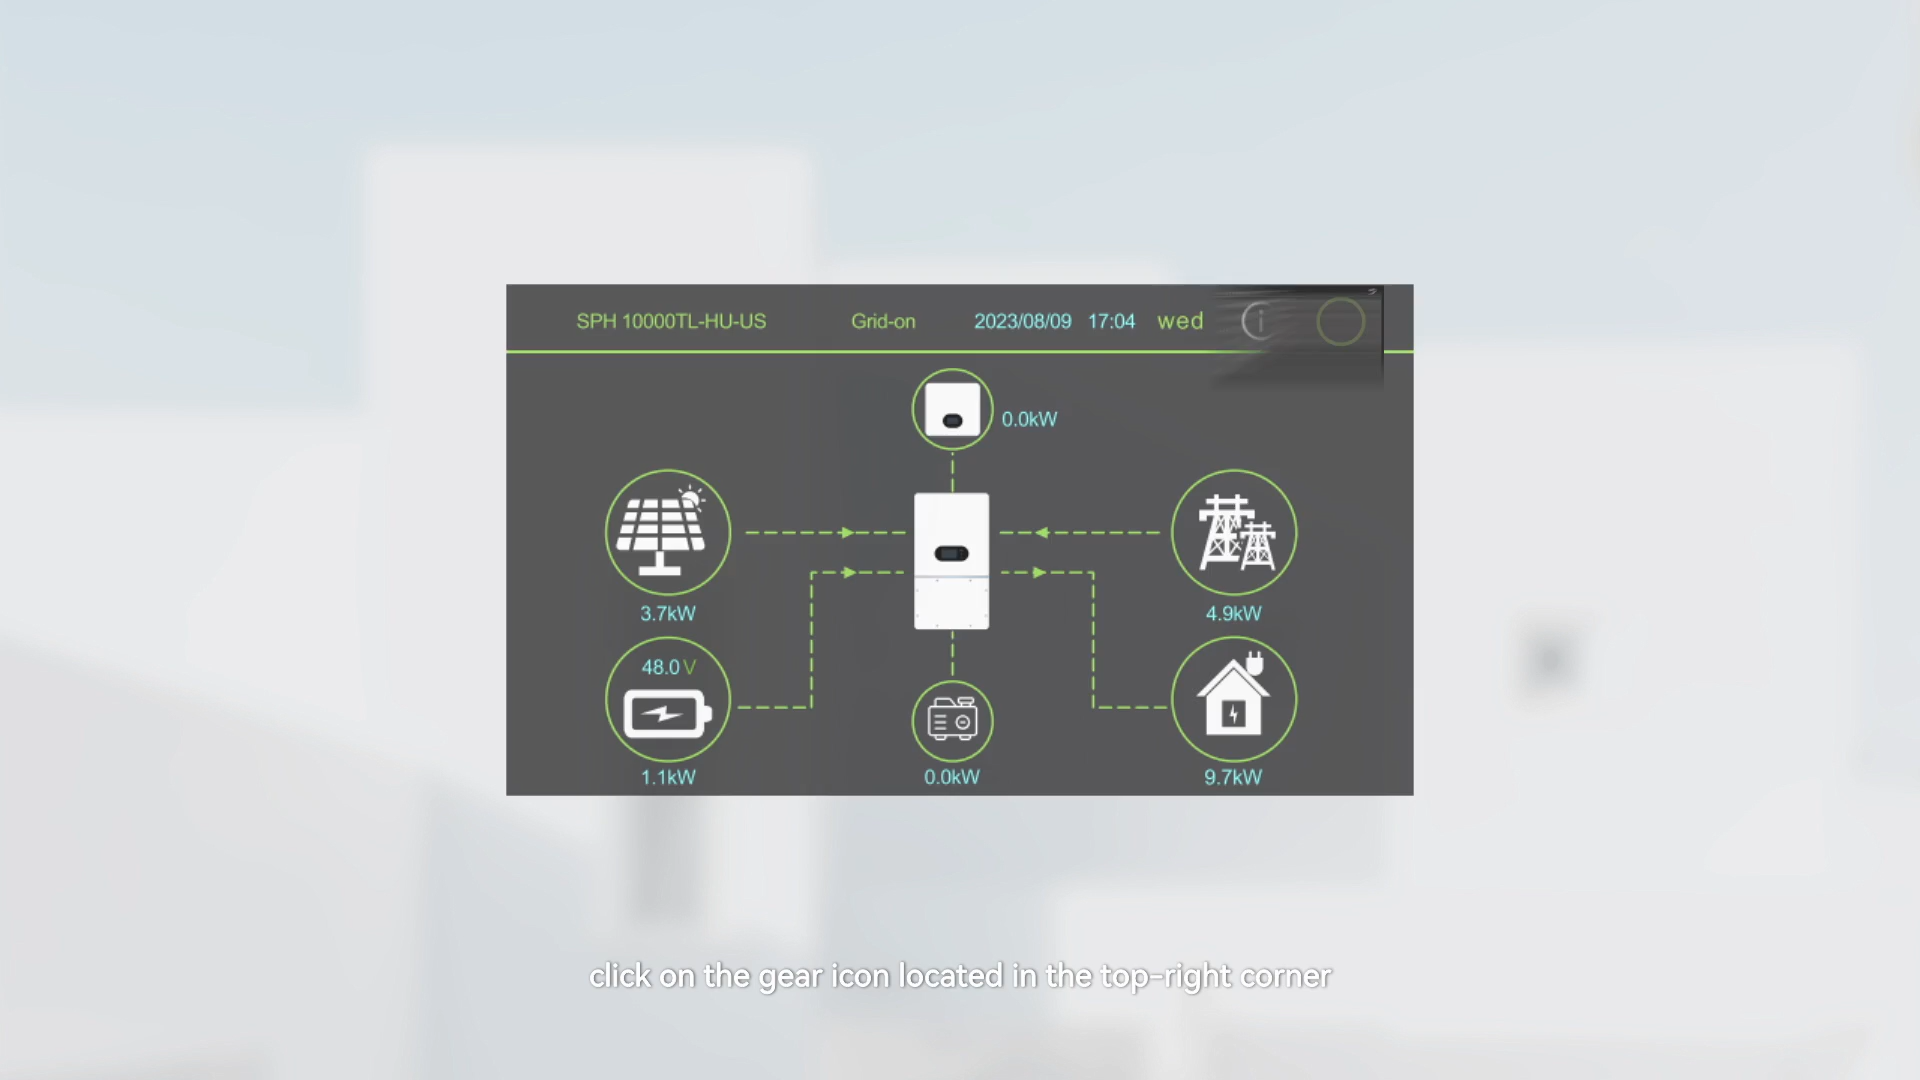 SPH 10000TL-HU-US Grid-on 2023/08/09 17:04 wed i
0.0kW
3.7kW 4.9kW
48.0V
1.1kW 0.0kW 9.7kW
click on the gear icon located in the top-right corner